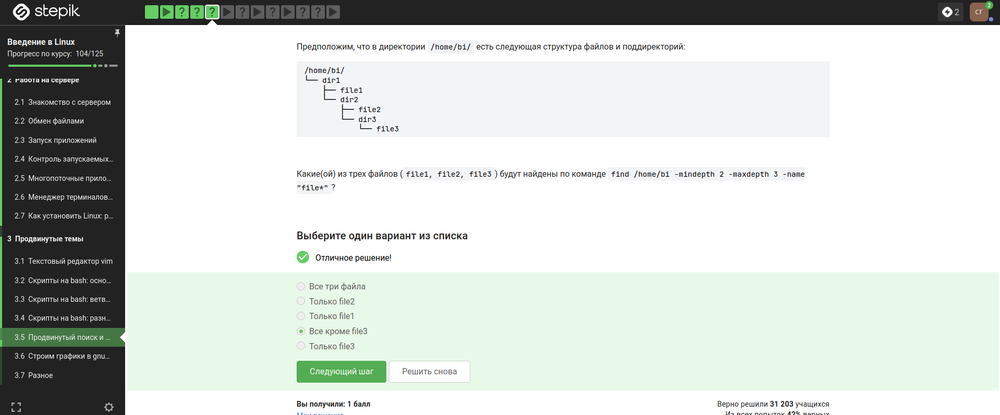 stepik
? ? ? ? ? ? ?
2
СГ
2
Введение в Linux
Прогресс по курсу: 104/125
2 Работа на сервере
2.1 Знакомство с сервером
2.2 Обмен файлами
2.3 Запуск приложений
2.4 Контроль запускаемых...
2.5 Многопоточные прило...
2.6 Менеджер терминалов...
2.7 Как установить Linux: р...
3 Продвинутые темы
3.1 Текстовый редактор vim
3.2 Скрипты на bash: осно...
3.3 Скрипты на bash: ветв...
3.4 Скрипты на bash: разн...
3.5 Продвинутый поиск и ...
3.6 Строим графики в gnu...
3.7 Разное
Предположим, что в директории /home/bi/ есть следующая структура файлов и поддиректорий:
/home/bi/
└── dir1
├── file1
└── dir2
├── file2
└── dir3
└── file3
Какие(ой) из трех файлов ( file1, file2, file3 ) будут найдены по команде find /home/bi -mindepth 2 -maxdepth 3 -name
"file*" ?
Выберите один вариант из списка
Отличное решение!
Все три файла
Только file2
Только file1
Все кроме file3
Только file3
Следующий шаг
Решить снова
Вы получили: 1 балл
Мои решения
Верно решили 31 203 учащихся
Из всех попыток 42% верных